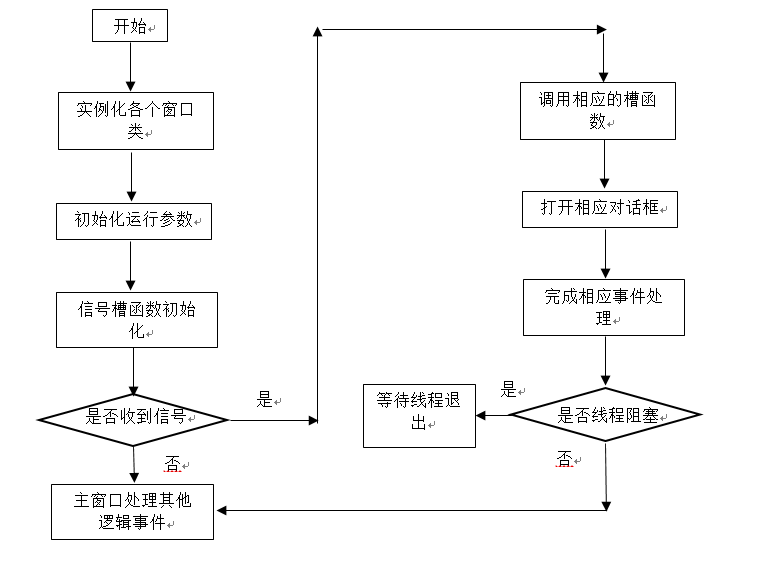 开始
实例化各个窗口
类
初始化运行参数
信号槽函数初始
化
是否收到信号
是
否
主窗口处理其他
逻辑事件
调用相应的槽函
数
打开相应对话框
完成相应事件处
理
是否线程阻塞
是
等待线程退
出
否